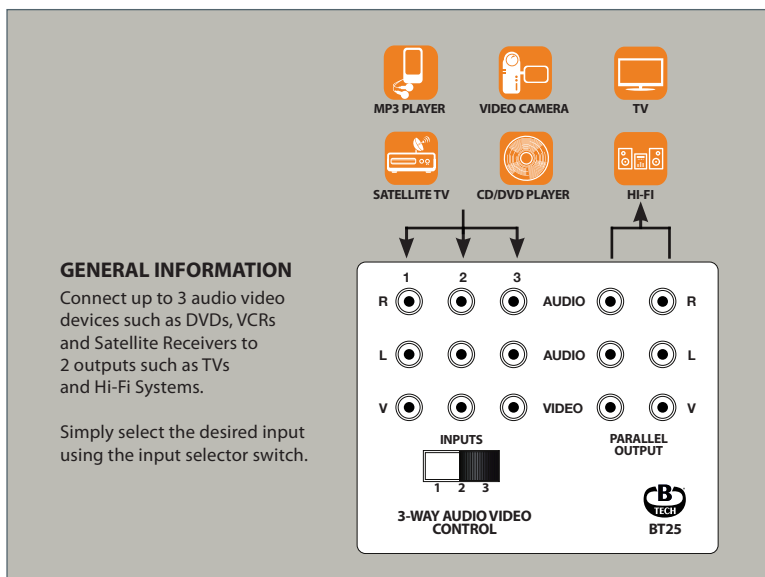 MP3 PLAYER
VIDEO CAMERA
TV
SATELLITE TV
CD/DVD PLAYER
HI-FI
GENERAL INFORMATION
Connect up to 3 audio video
devices such as DVDs, VCRs
and Satellite Receivers to
2 outputs such as TVs
and Hi-Fi Systems.
Simply select the desired input
using the input selector switch.
1 2 3
R AUDIO R
L AUDIO L
V VIDEO V
INPUTS
1 2 3
3-WAY AUDIO VIDEO
CONTROL
PARALLEL
OUTPUT
B
TECH
BT25